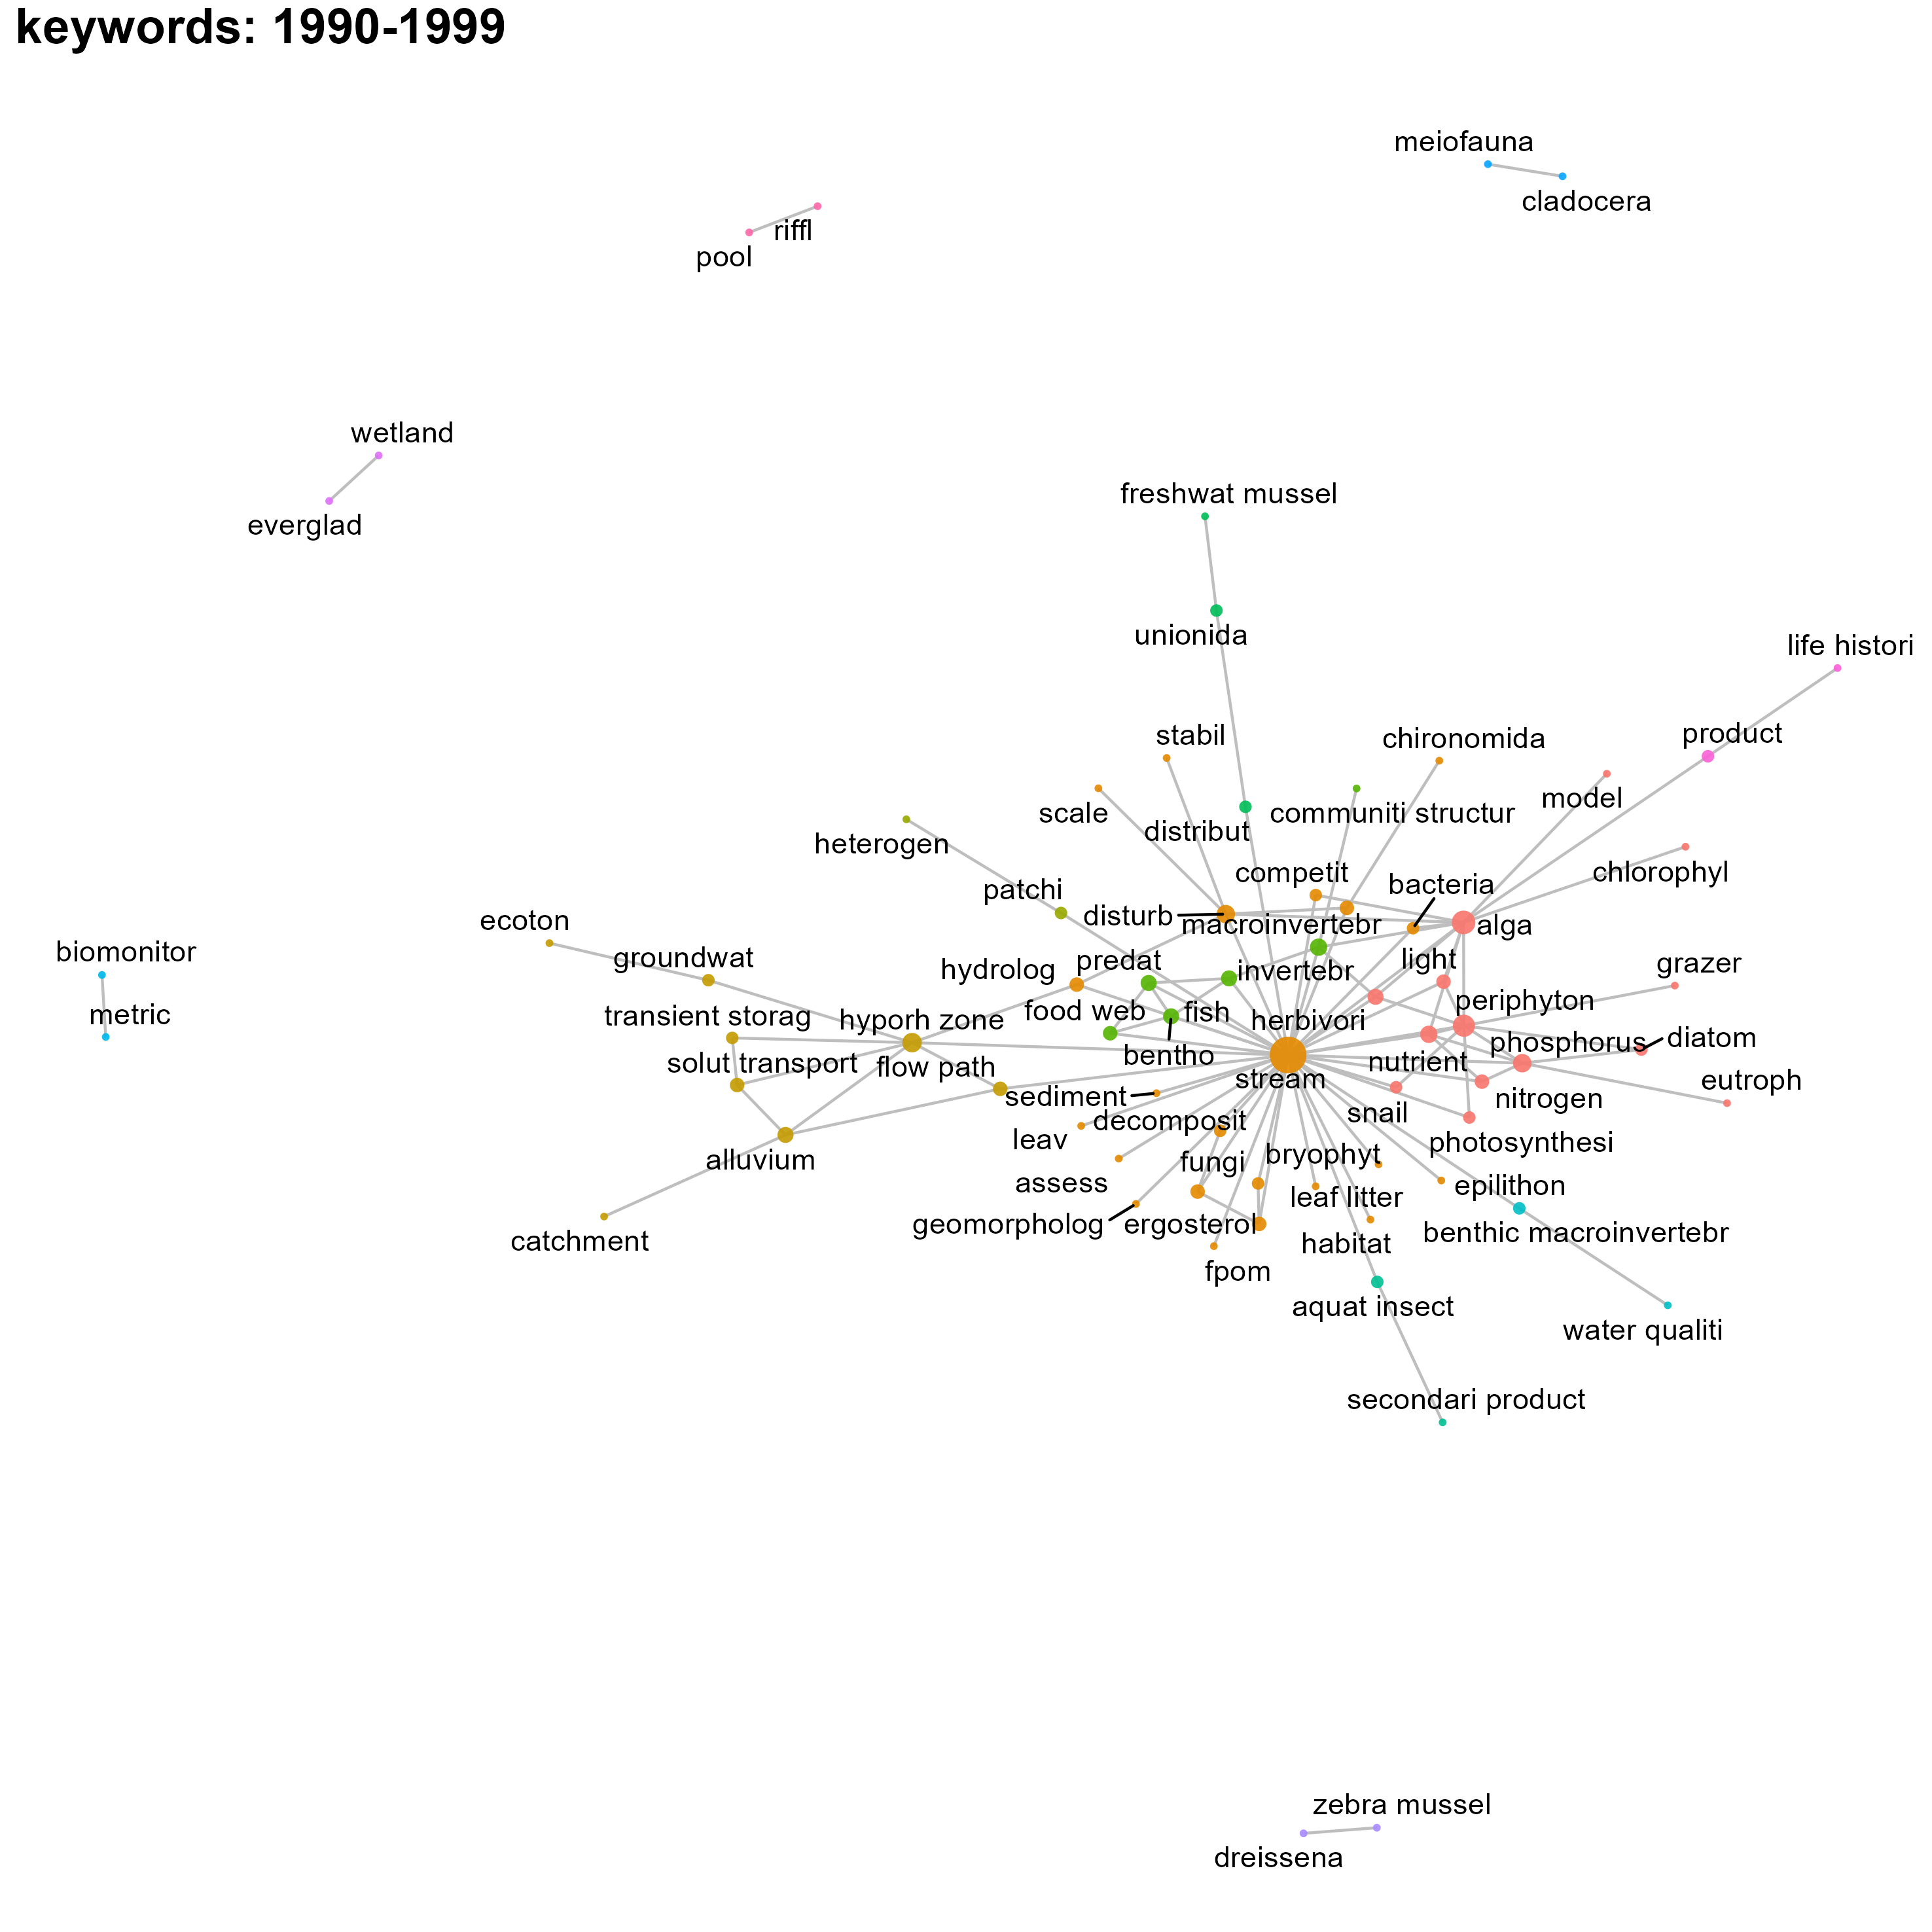 keywords: 1990-1999
meiofauna
cladocera
riffl
pool
wetland
everglad
freshwat mussel
unionida
life histori
stabil
chironomida
product
scale
distribut
communiti structur
model
heterogen
competit
chlorophyl
patchi
bacteria
disturb
macroinvertebr
alga
ecoton
biomonitor
groundwat
hydrolog
predat
invertebr
light
grazer
metric
transient storag
hyporh zone
food web
fish
herbivori
periphyton
solut transport
flow path
bentho
stream
nutrient
phosphorus
diatom
eutroph
sediment
nitrogen
decomposit
snail
leav
photosynthesi
alluvium
fungi
bryophyt
assess
leaf litter
epilithon
geomorpholog
ergosterol
catchment
habitat
benthic macroinvertebr
fpom
aquat insect
water qualiti
secondari product
zebra mussel
dreissena